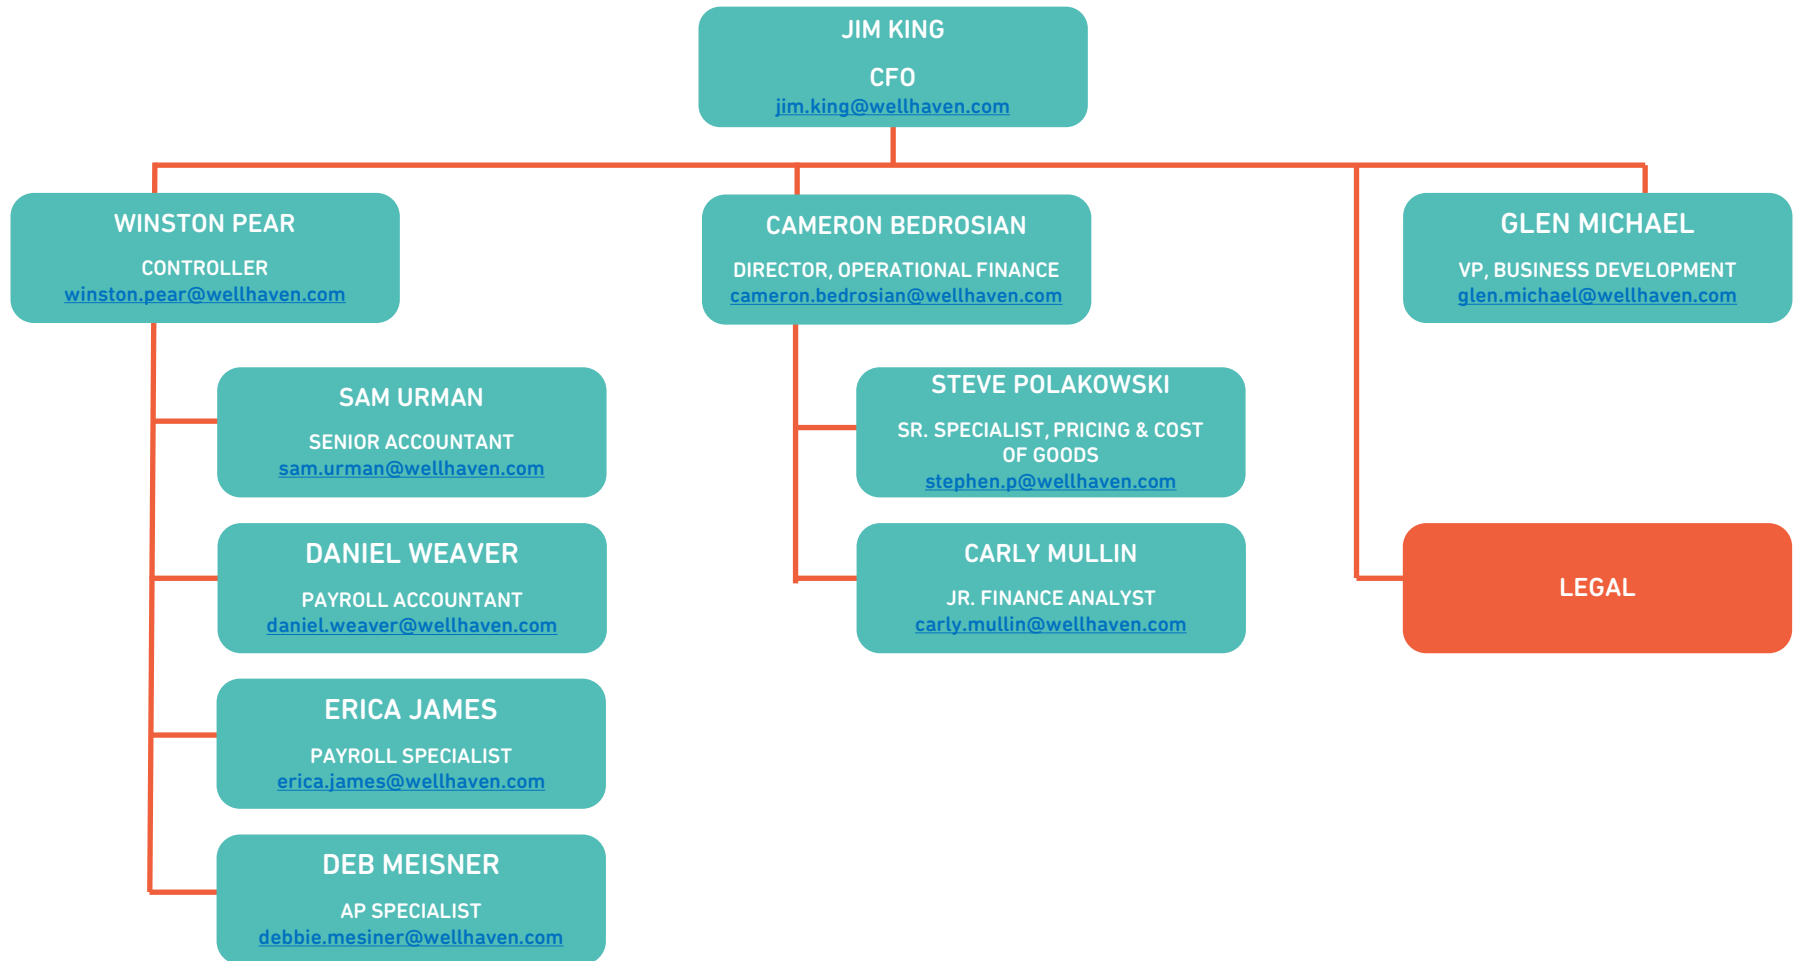 JIM KING
CFO
jim.king@wellhaven.com
WINSTON PEAR
CONTROLLER
winston.pear@wellhaven.com
CAMERON BEDROSIAN
DIRECTOR, OPERATIONAL FINANCE
cameron.bedrosian@wellhaven.com
GLEN MICHAEL
VP, BUSINESS DEVELOPMENT
glen.michael@wellhaven.com
SAM URMAN
SENIOR ACCOUNTANT
sam.urman@wellhaven.com
STEVE POLAKOWSKI
SR. SPECIALIST, PRICING & COST
OF GOODS
stephen.p@wellhaven.com
DANIEL WEAVER
PAYROLL ACCOUNTANT
daniel.weaver@wellhaven.com
CARLY MULLIN
JR. FINANCE ANALYST
carly.mullin@wellhaven.com
LEGAL
ERICA JAMES
PAYROLL SPECIALIST
erica.james@wellhaven.com
DEB MEISNER
AP SPECIALIST
debbie.mesiner@wellhaven.com